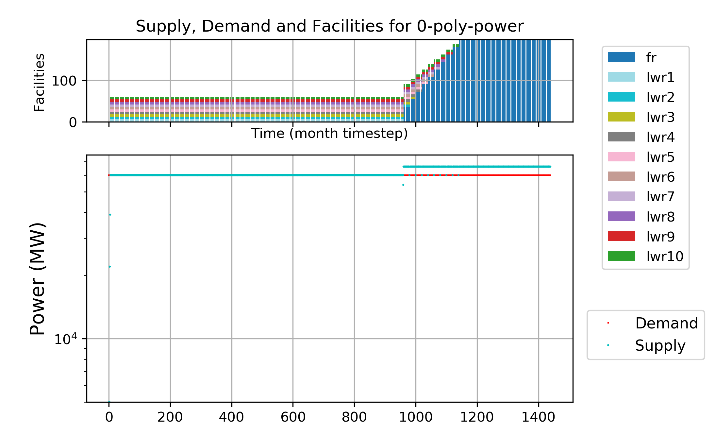 Supply, Demand and Facilities for 0-poly-power
Facilities
100
0
Time (month timestep)
fr
lwr1
lwr2
lwr3
lwr4
lwr5
lwr6
lwr7
lwr8
lwr9
lwr10
Power (MW)
10⁴
0 200 400 600 800 1000 1200 1400
Demand
Supply